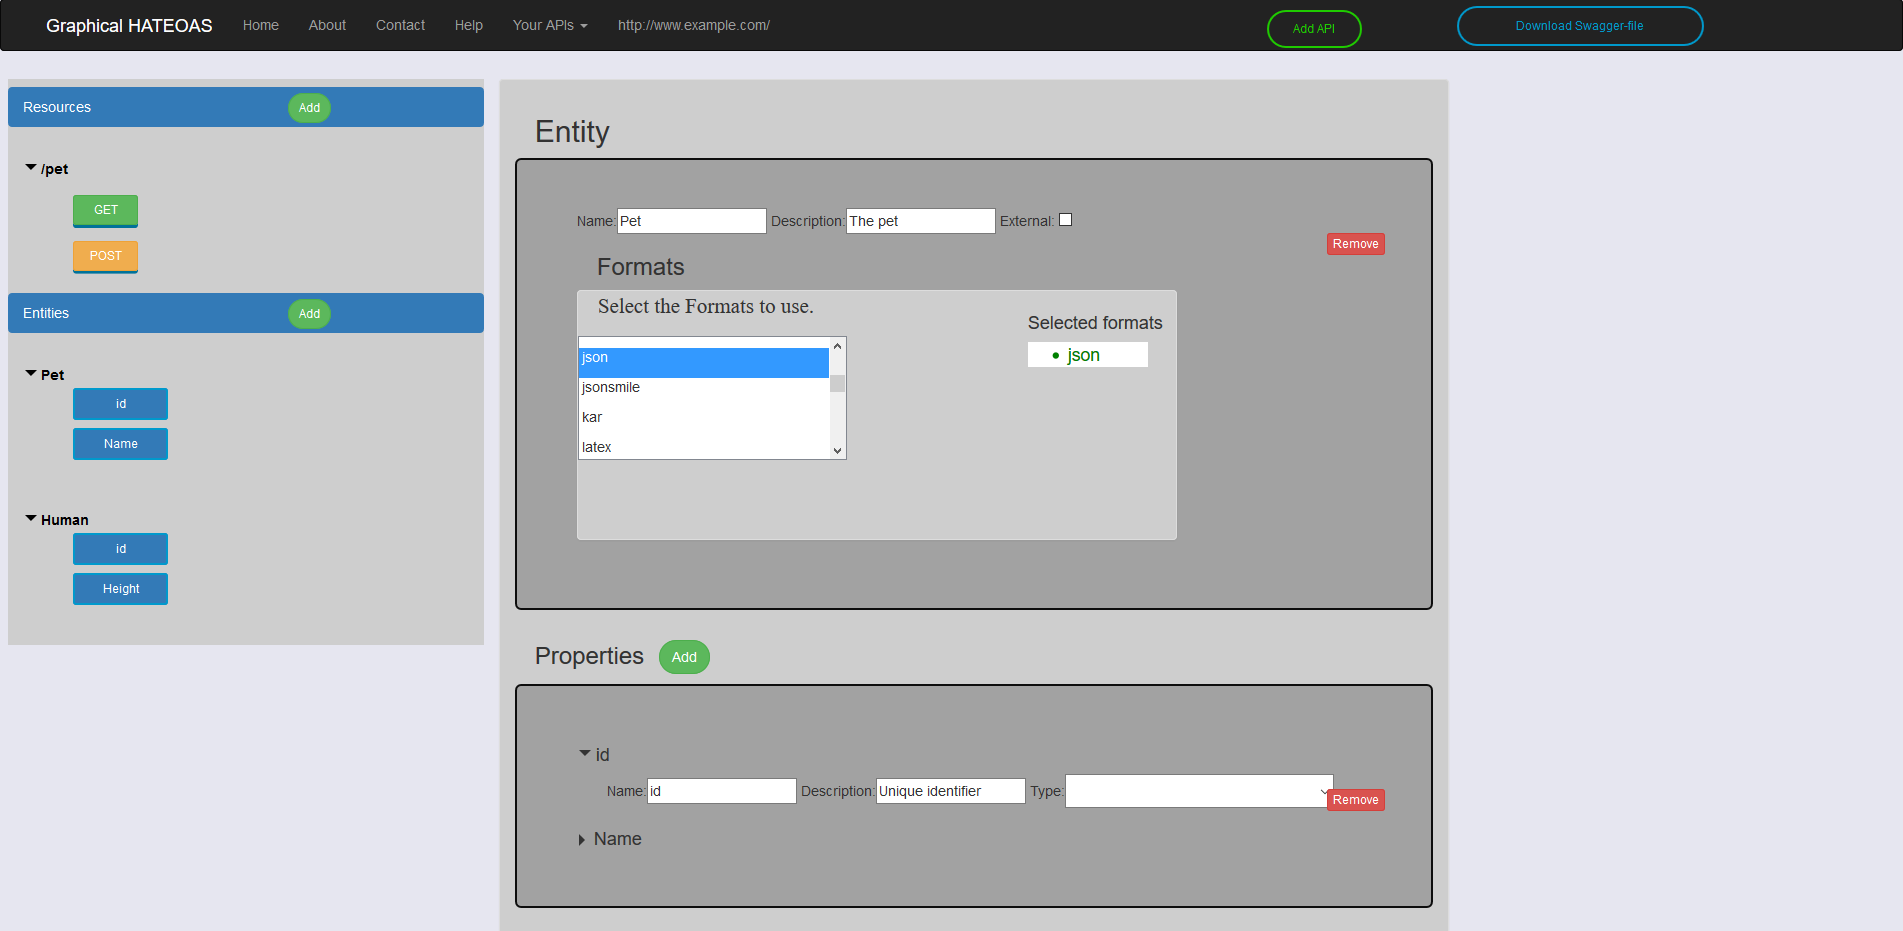 Graphical HATEOAS Home About Contact Help Your APIs http://www.example.com/ Add API Download Swagger-file
Resources Add
/pet
GET
POST
Entities Add
Pet
id
Name
Human
id
Height
Entity
Name: Pet Description: The pet External:
Remove
Formats
Select the Formats to use.
json
jsonsmile
kar
latex
Selected formats
json
Properties Add
id
Name: id Description: Unique identifier Type:
Remove
Name